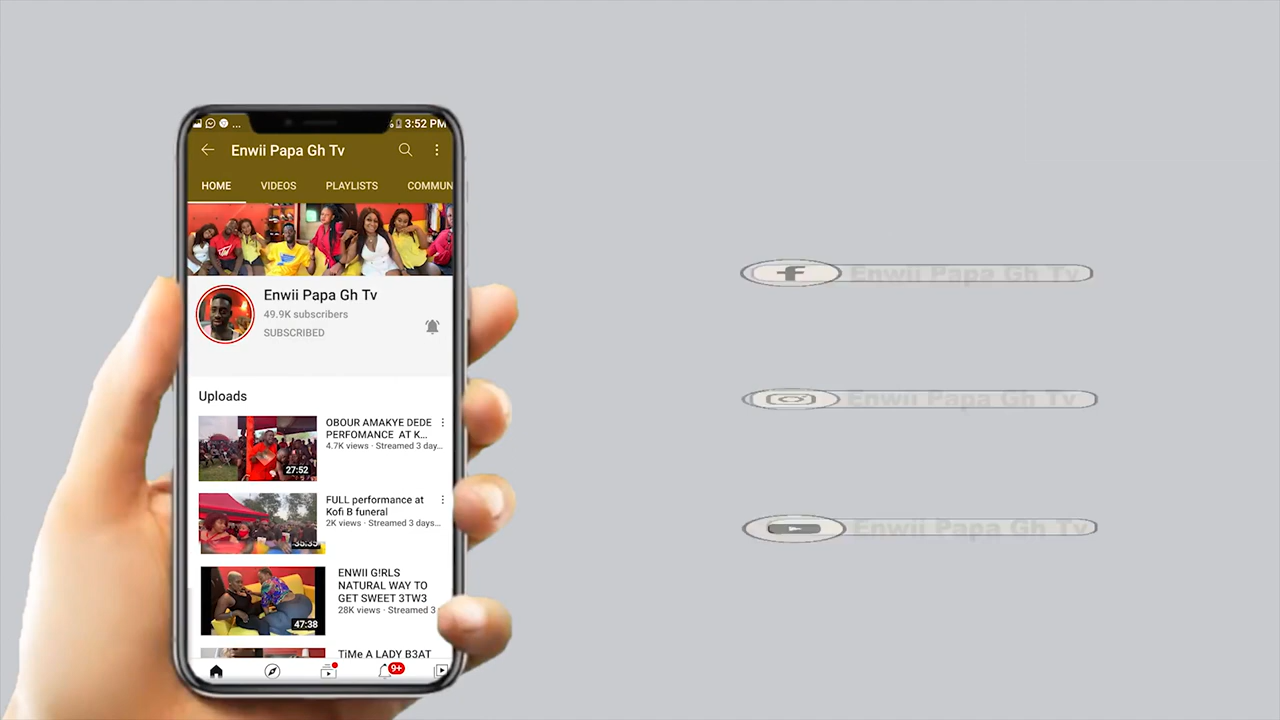 ... 3:52 PM
Enwii Papa Gh Tv
HOME VIDEOS PLAYLISTS COMMUN
Enwii Papa Gh Tv
49.9K subscribers
SUBSCRIBED
Uploads
OBOUR AMAKYE DEDE
PERFOMANCE AT K...
4.7K views · Streamed 3 day...
27:52
FULL performance at
Kofi B funeral
2K views · Streamed 3 days...
35:35
ENWII G!RLS
NATURAL WAY TO
GET SWEET 3TW3
28K views · Streamed 3
47:38
TiMe A LADY B3AT
9+
f Enwii Papa Gh Tv
Enwii Papa Gh Tv
Enwii Papa Gh Tv